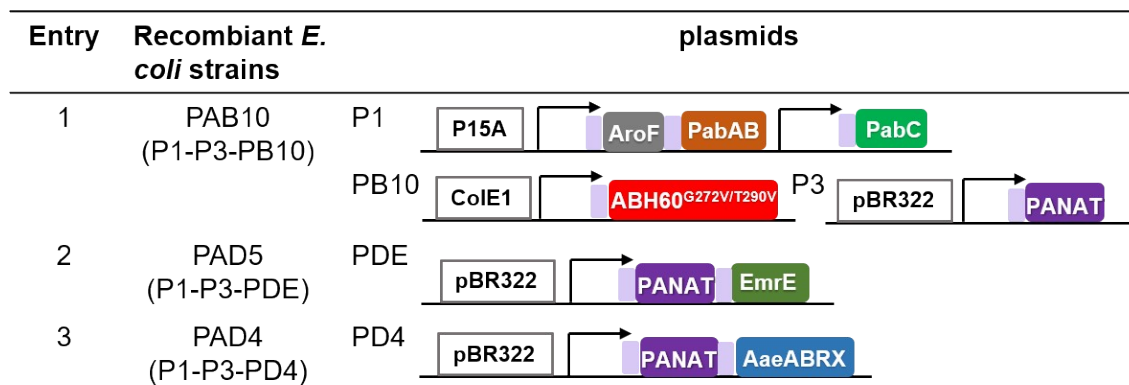 Entry Recombiant E. plasmids
coli strains
1 PAB10 P1 P15A AroF PabAB PabC
(P1-P3-PB10)
PB10 ColE1 ABH60G272V/T290V P3 pBR322 PANAT
2 PAD5 PDE pBR322 PANAT EmrE
(P1-P3-PDE)
3 PAD4 PD4 pBR322 PANAT AaeABRX
(P1-P3-PD4)